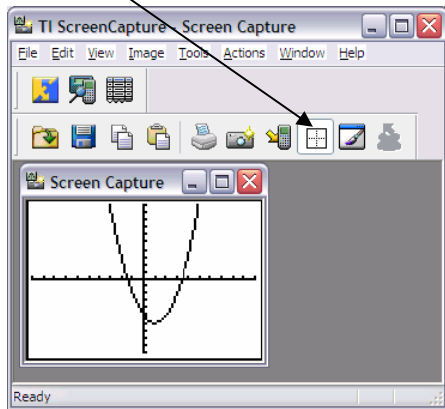 TI ScreenCapture - Screen Capture
File Edit View Image Tools Actions Window Help
Screen Capture
Ready